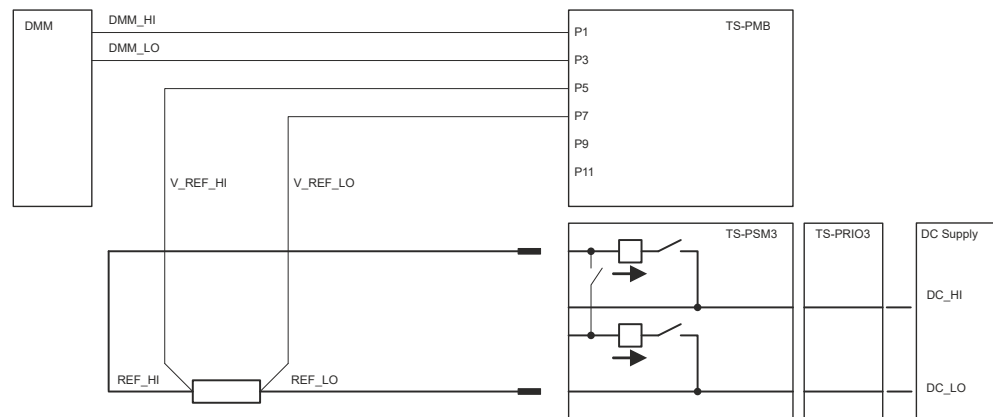 DMM
DMM_HI
TS-PMB
P1
DMM_LO
P3
P5
P7
P9
P11
V_REF_HI
V_REF_LO
TS-PSM3
TS-PRIO3
DC Supply
DC_HI
REF_HI
REF_LO
DC_LO